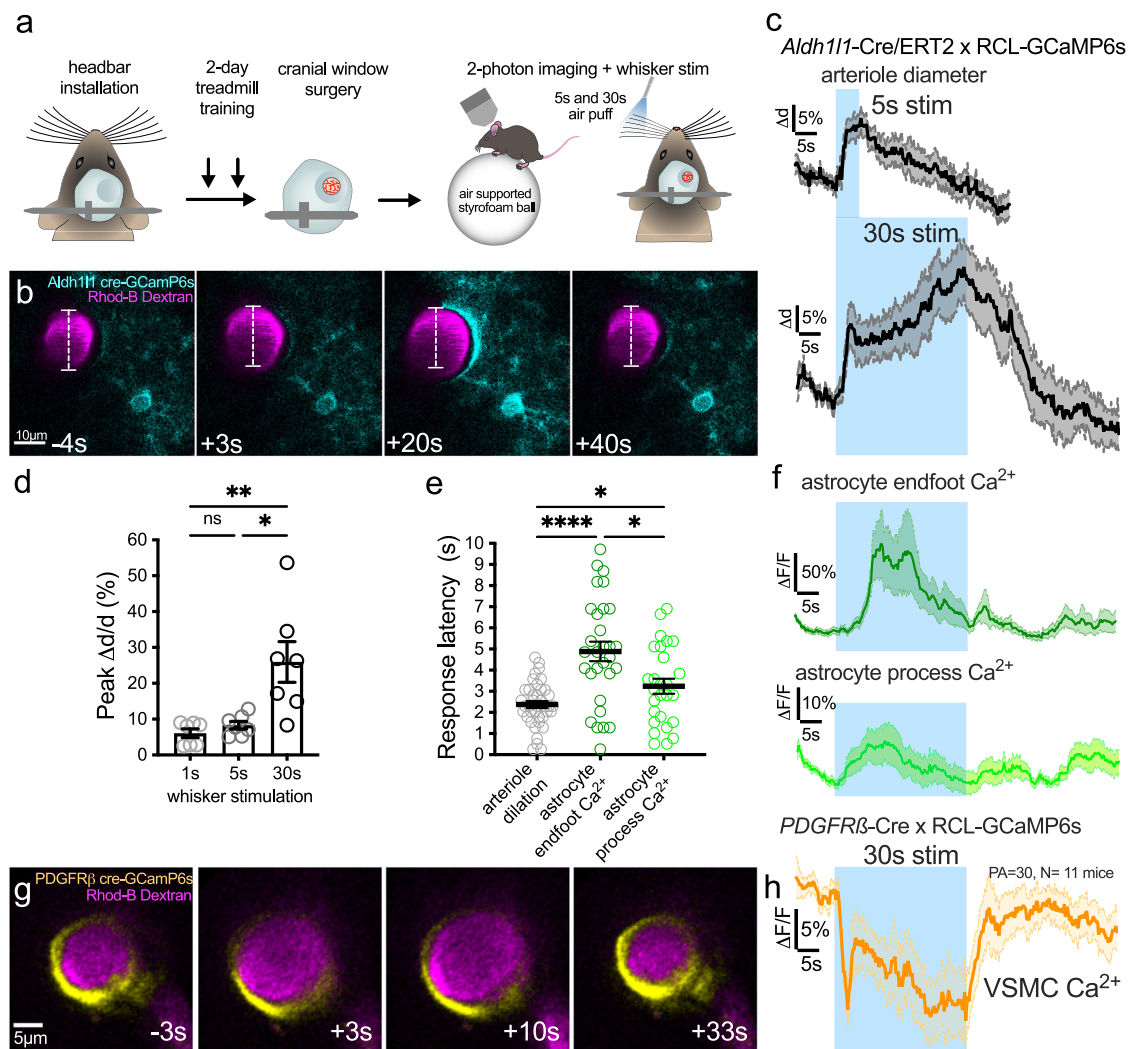 a
headbar
installation
2-day
treadmill
training
cranial window
surgery
2-photon imaging + whisker stim
5s and 30s
air puff
air supported
styrofoam ball
b
Aldh1l1 cre-GCamP6s
Rhod-B Dextran
10µm
-4s
+3s
+20s
+40s
c
Aldh1l1-Cre/ERT2 x RCL-GCaMP6s
arteriole diameter
5s stim
Δd
5%
5s
30s stim
Δd
5%
5s
d
**
ns
*
Peak Δd/d (%)
60
50
40
30
20
10
0
1s
5s
30s
whisker stimulation
e
*
****
*
Response latency (s)
10
9
8
7
6
5
4
3
2
1
0
arteriole
dilation
astrocyte
endfoot Ca²⁺
astrocyte
process Ca²⁺
f
astrocyte endfoot Ca²⁺
ΔF/F
50%
5s
astrocyte process Ca²⁺
ΔF/F
10%
5s
g
PDGFRβ cre-GCamP6s
Rhod-B Dextran
5µm
-3s
+3s
+10s
+33s
PDGFRß-Cre x RCL-GCaMP6s
30s stim
h
PA=30, N= 11 mice
ΔF/F
5%
5s
VSMC Ca²⁺